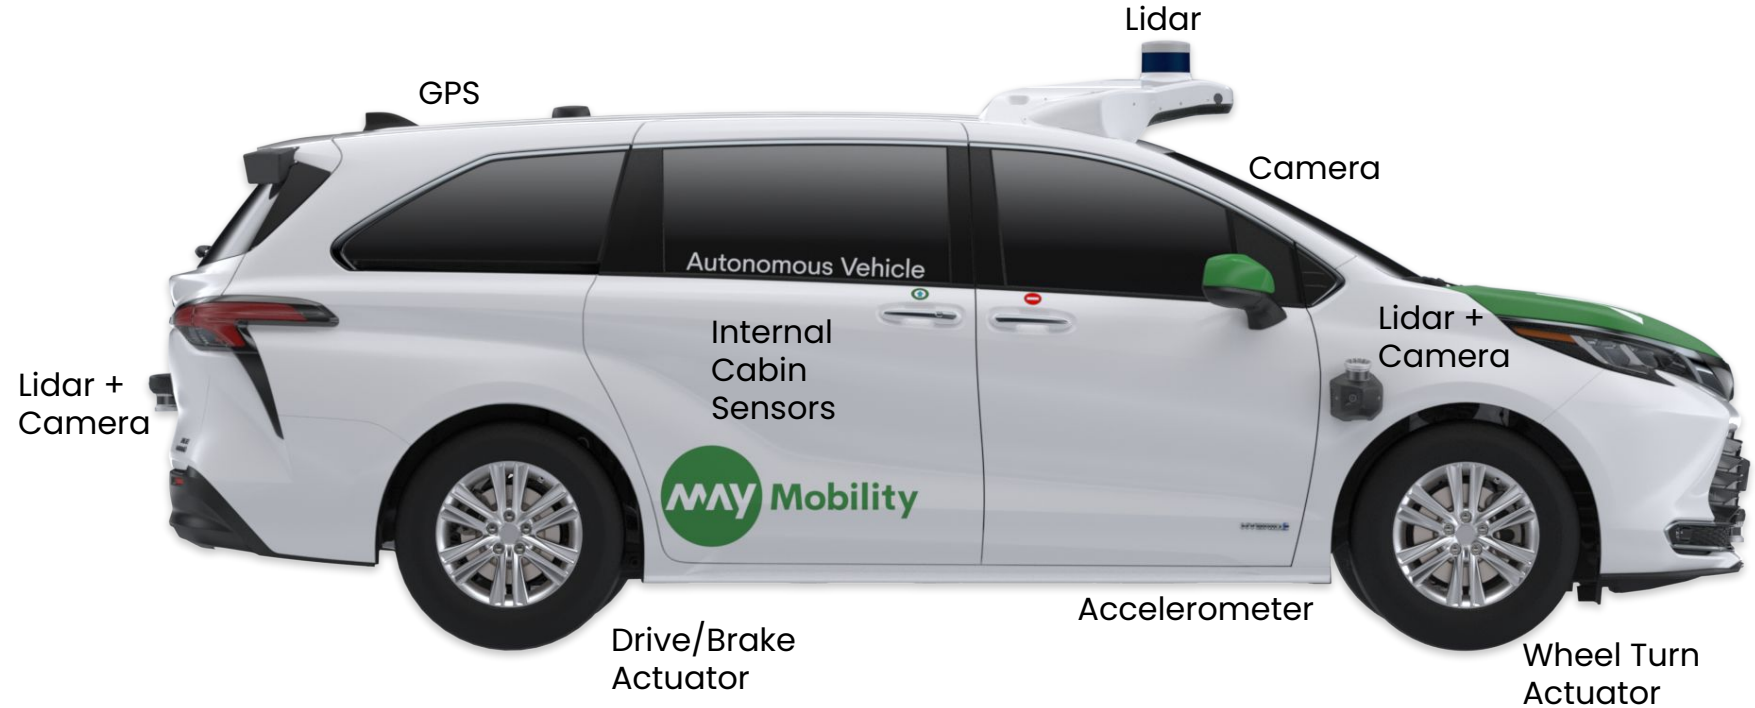 Lidar
GPS
Camera
Autonomous Vehicle
Internal
Cabin
Sensors
Lidar +
Camera
Lidar +
Camera
MAY Mobility
HYBRID
Accelerometer
Drive/Brake
Actuator
Wheel Turn
Actuator